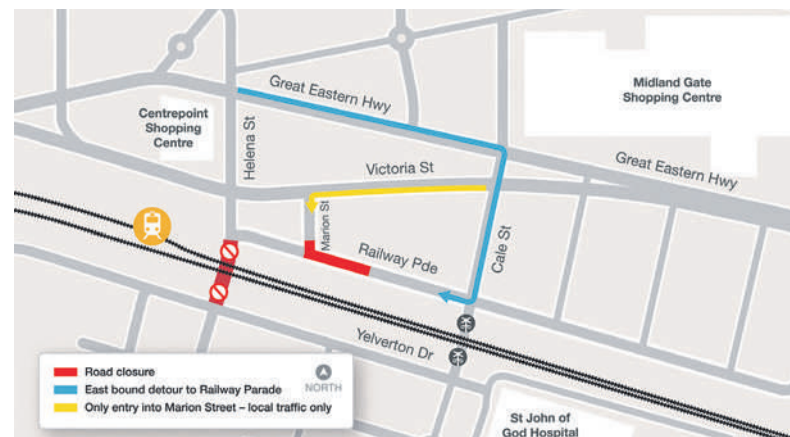 Great Eastern Hwy
Midland Gate
Shopping Centre
Centrepoint
Shopping
Centre
Helena St
Victoria St
Great Eastern Hwy
Marion St
Railway Pde
Cale St
Yelverton Dr
Road closure
East bound detour to Railway Parade
Only entry into Marion Street – local traffic only
NORTH
St John of
God Hospital